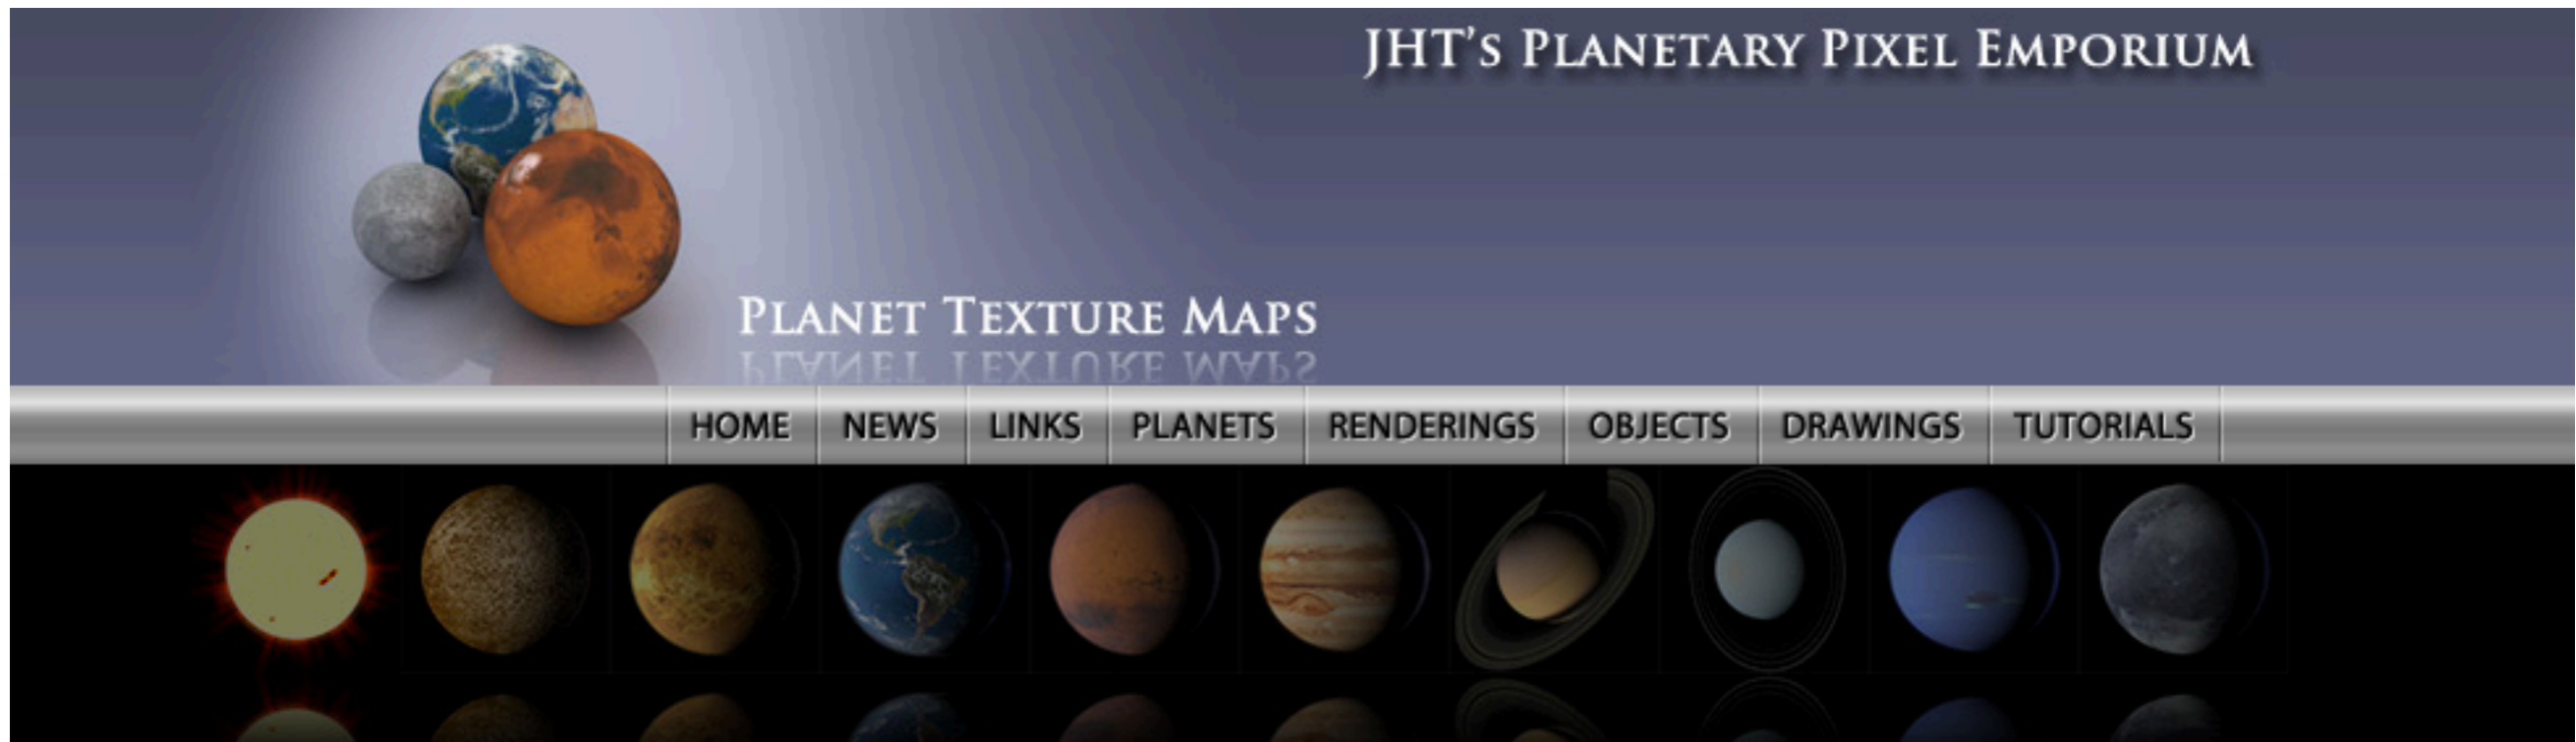 JHT'S PLANETARY PIXEL EMPORIUM
PLANET TEXTURE MAPS
HOME NEWS LINKS PLANETS RENDERINGS OBJECTS DRAWINGS TUTORIALS